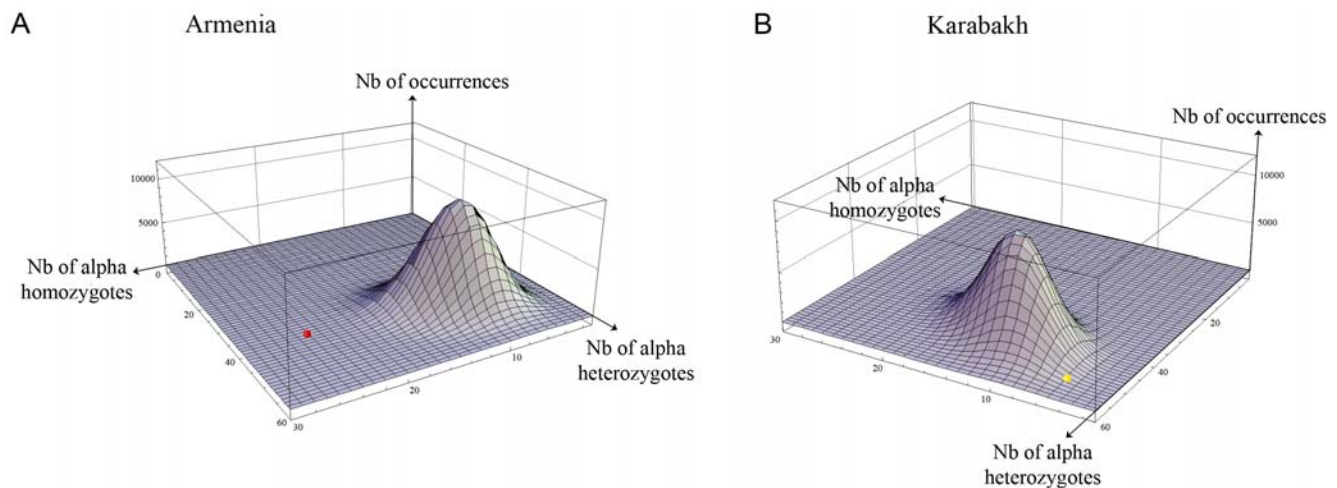 A
Armenia
Nb of occurrences
10000
5000
0
Nb of alpha
homozygotes
20
40
60
30
20
10
Nb of alpha
heterozygotes
B
Karabakh
Nb of occurrences
10000
5000
Nb of alpha
homozygotes
30
20
10
20
40
60
Nb of alpha
heterozygotes